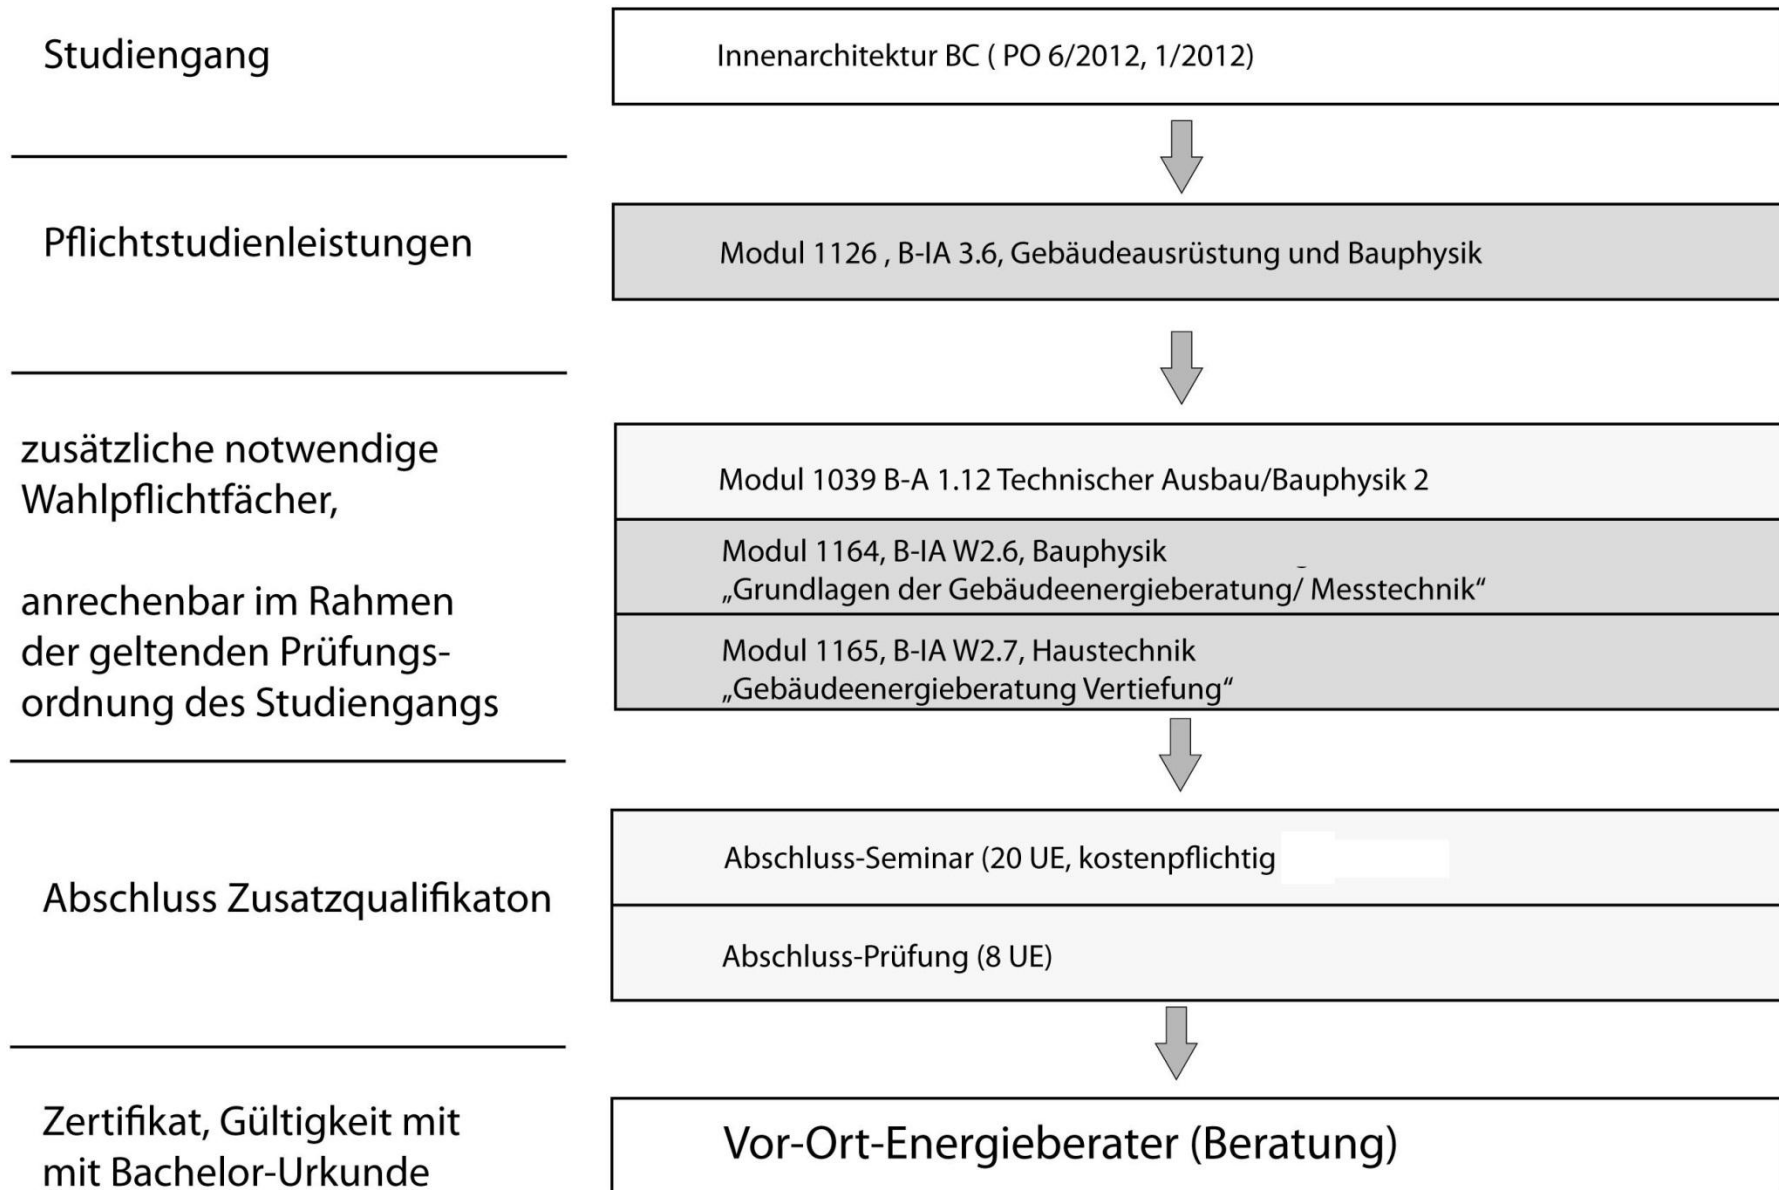 Studiengang
Innenarchitektur BC ( PO 6/2012, 1/2012)
Pflichtstudienleistungen
Modul 1126 , B-IA 3.6, Gebäudeausrüstung und Bauphysik
zusätzliche notwendige
Wahlpflichtfächer,
anrechenbar im Rahmen
der geltenden Prüfungs-
ordnung des Studiengangs
Modul 1039 B-A 1.12 Technischer Ausbau/Bauphysik 2
Modul 1164, B-IA W2.6, Bauphysik
„Grundlagen der Gebäudeenergieberatung/ Messtechnik“
Modul 1165, B-IA W2.7, Haustechnik
„Gebäudeenergieberatung Vertiefung“
Abschluss Zusatzqualifikaton
Abschluss-Seminar (20 UE, kostenpflichtig
Abschluss-Prüfung (8 UE)
Zertifikat, Gültigkeit mit
mit Bachelor-Urkunde
Vor-Ort-Energieberater (Beratung)